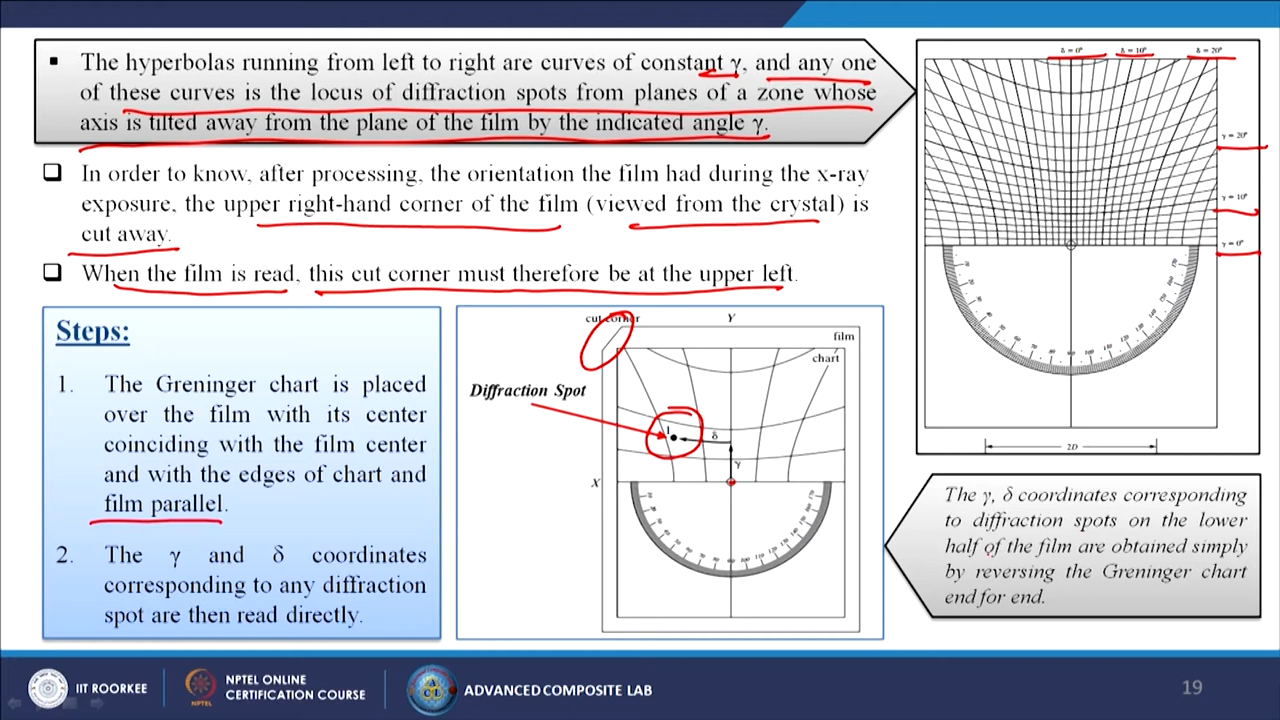 ▪ The hyperbolas running from left to right are curves of constant γ, and any one
of these curves is the locus of diffraction spots from planes of a zone whose
axis is tilted away from the plane of the film by the indicated angle γ.
❑ In order to know, after processing, the orientation the film had during the x-ray
exposure, the upper right-hand corner of the film (viewed from the crystal) is
cut away.
❑ When the film is read, this cut corner must therefore be at the upper left.
Steps:
1. The Greninger chart is placed
over the film with its center
coinciding with the film center
and with the edges of chart and
film parallel.
2. The γ and δ coordinates
corresponding to any diffraction
spot are then read directly.
cut corner
Y
film
chart
Diffraction Spot
1
δ
γ
X
δ = 0°
δ = 10°
δ = 20°
γ = 20°
γ = 10°
γ = 0°
2D
The γ, δ coordinates corresponding
to diffraction spots on the lower
half of the film are obtained simply
by reversing the Greninger chart
end for end.
IIT ROORKEE
NPTEL ONLINE
CERTIFICATION COURSE
NPTEL
ADVANCED COMPOSITE LAB
19